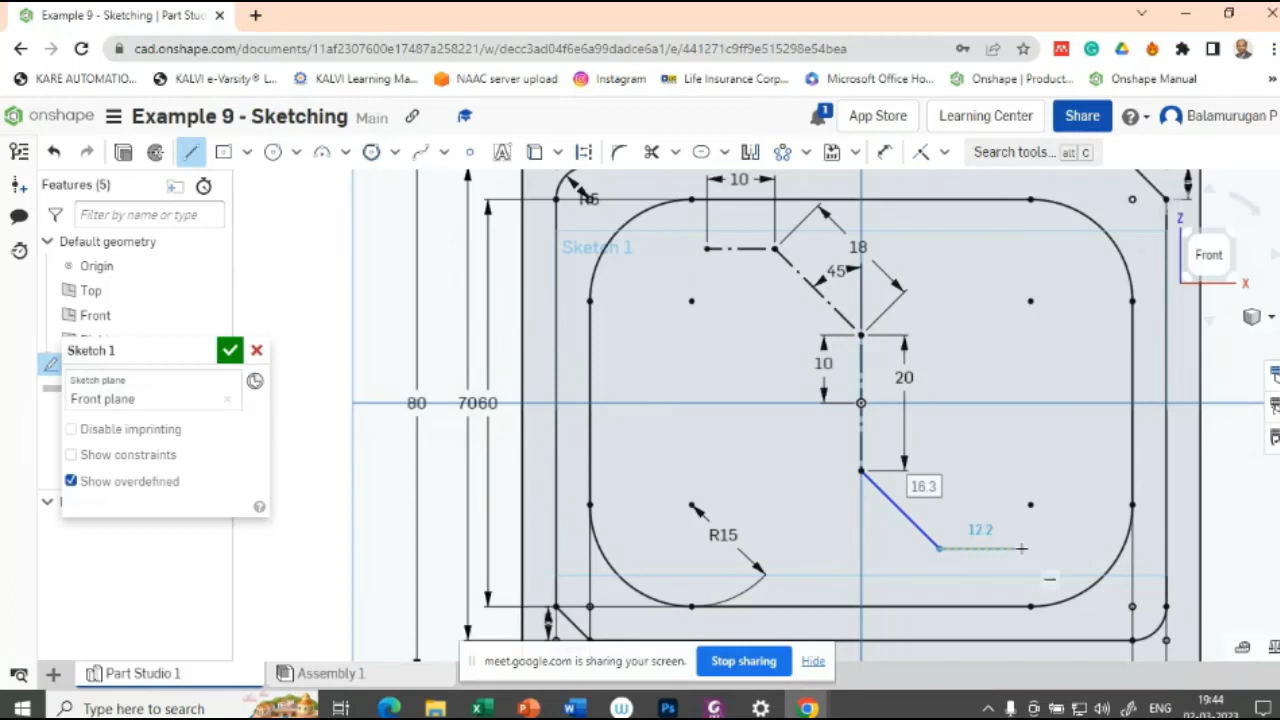 Example 9 - Sketching | Part Stud
cad.onshape.com/documents/11af2307600e17487a258221/w/decc3ad04f6e6a99dadce6a1/e/441271c9ff9e515298e54bea
KARE AUTOMATIO...
KALVI e-Varsity® L...
KALVI Learning Ma...
NAAC server upload
Instagram
Life Insurance Corp...
Microsoft Office Ho...
Onshape | Product...
Onshape Manual
»
onshape
Example 9 - Sketching
Main
1
App Store
Learning Center
Share
Balamurugan P
Search tools...
alt C
Features (5)
Filter by name or type
Default geometry
Origin
Top
Front
Sketch 1
Sketch plane
Front plane
Disable imprinting
Show constraints
Show overdefined
10
R5
Sketch 1
18
45
10
20
80
7060
16.3
12.2
R15
Z
Front
X
meet.google.com is sharing your screen.
Stop sharing
Hide
Part Studio 1
Assembly 1
Type here to search
ENG
19:44
02-03-2023